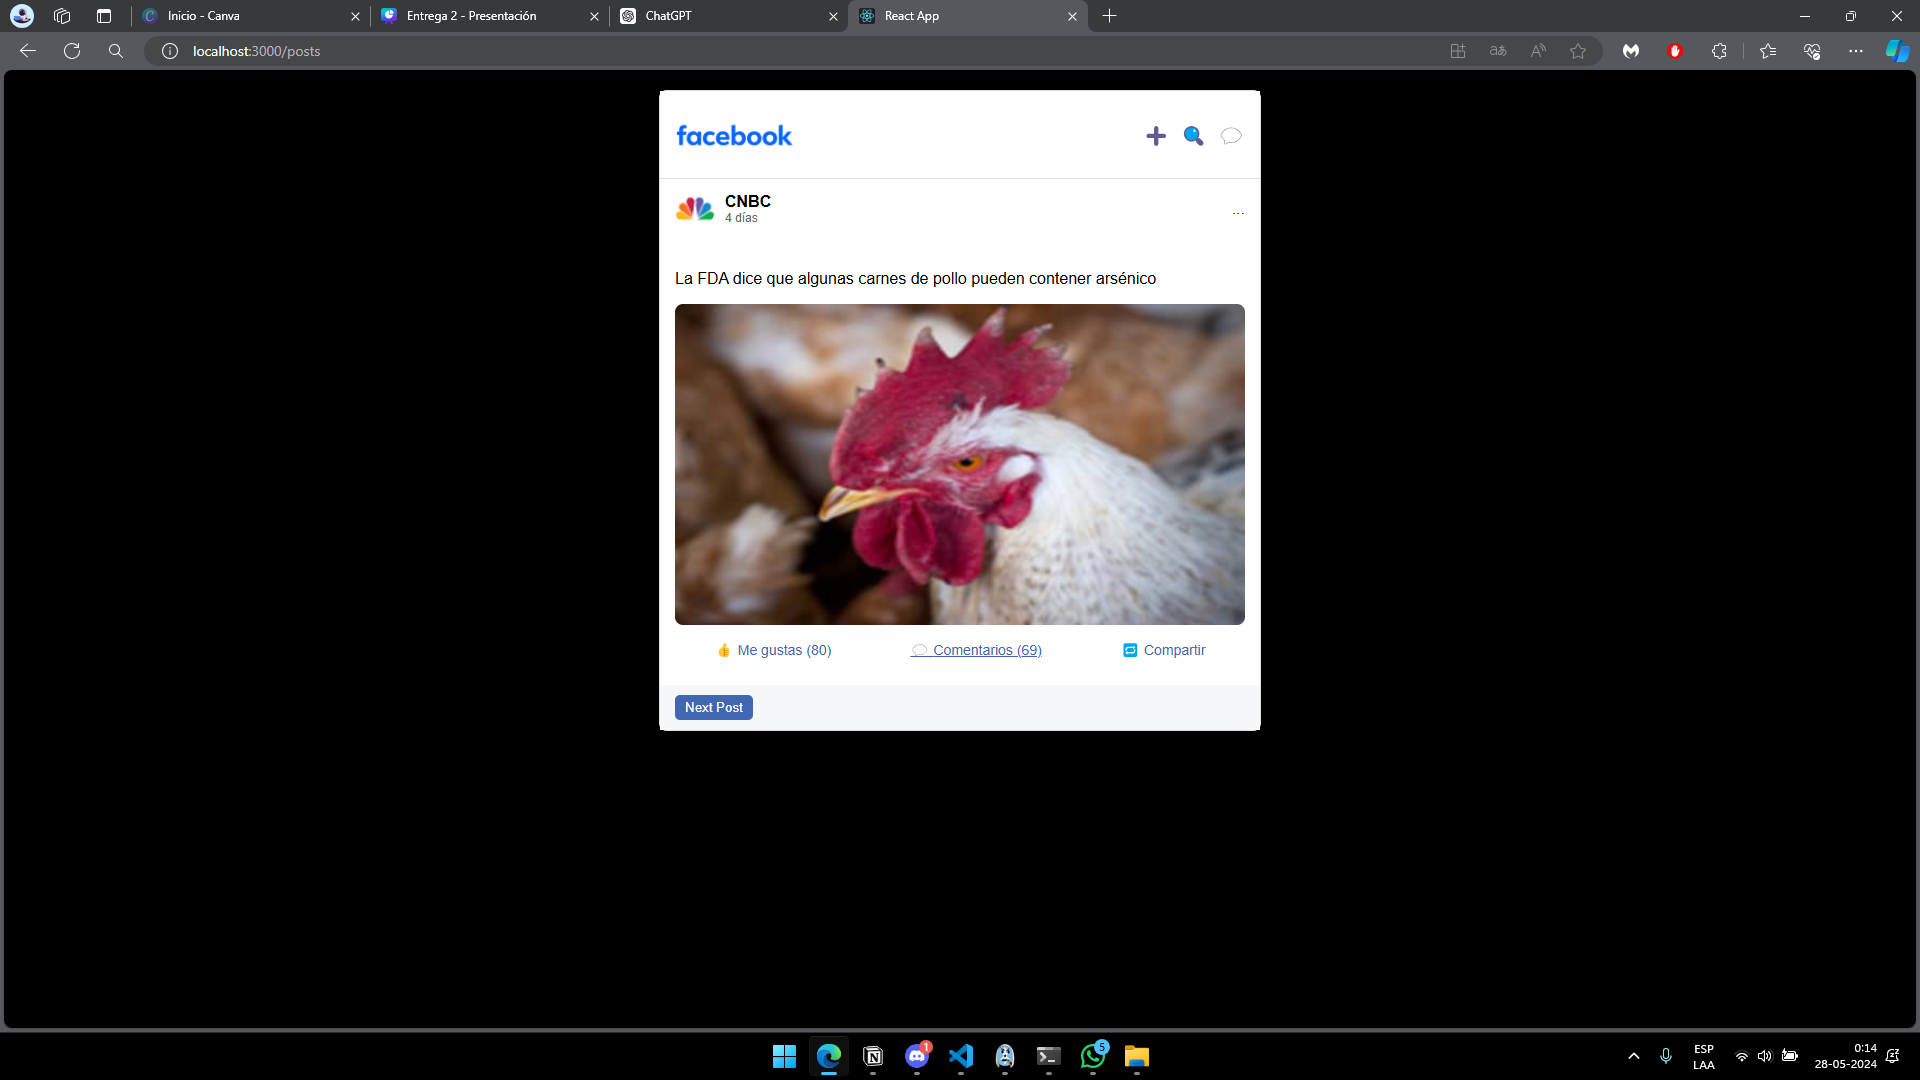 Inicio - Canva
Entrega 2 - Presentación
ChatGPT
React App
localhost:3000/posts
facebook
CNBC
4 días
...
La FDA dice que algunas carnes de pollo pueden contener arsénico
Me gustas (80)
Comentarios (69)
Compartir
Next Post
1
5
ESP
LAA
0:14
28-05-2024